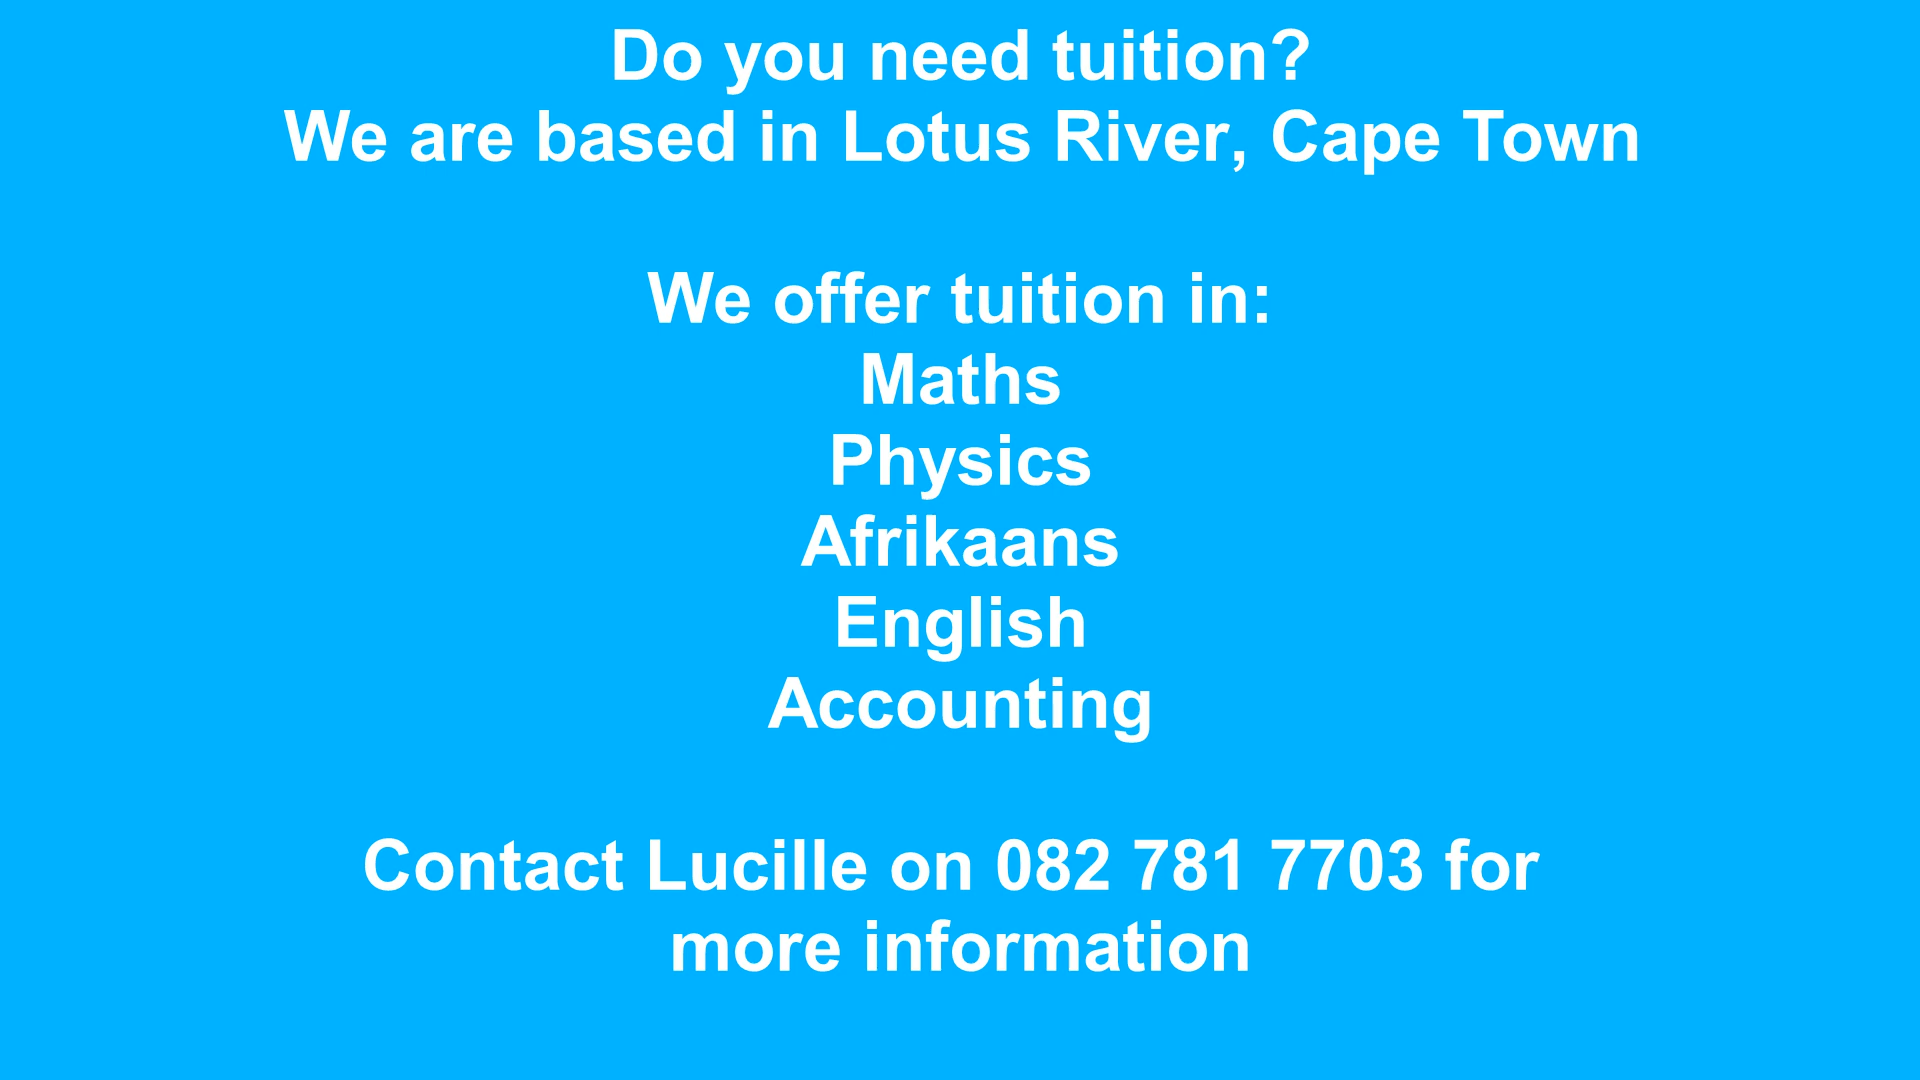 Do you need tuition?
We are based in Lotus River, Cape Town
We offer tuition in:
Maths
Physics
Afrikaans
English
Accounting
Contact Lucille on 082 781 7703 for
more information